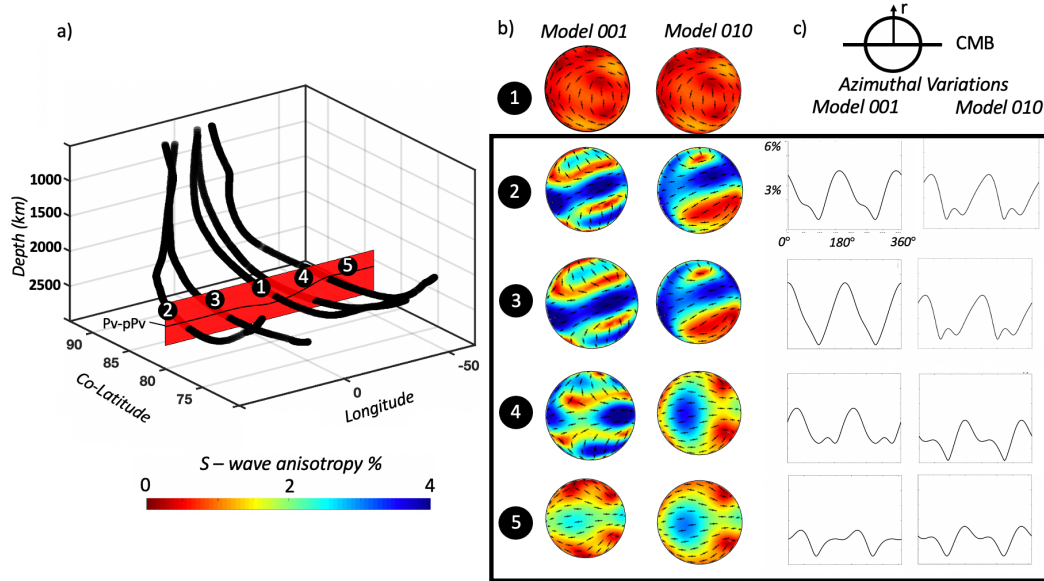 a)
1000
1500
2000
2500
Depth (km)
Pv-pPv
90
85
80
75
Co-Latitude
0
-50
Longitude
1
2
3
4
5
S – wave anisotropy %
0
2
4
b)
Model 001
Model 010
1
2
3
4
5
c)
r
CMB
Azimuthal Variations
Model 001
Model 010
6%
3%
0°
180°
360°